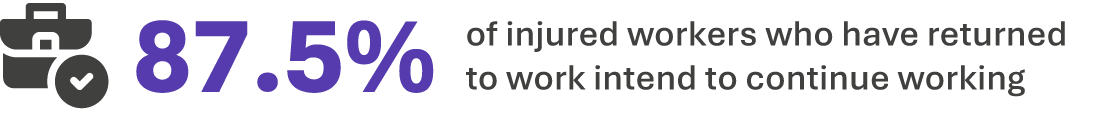 87.5%
of injured workers who have returned
to work intend to continue working